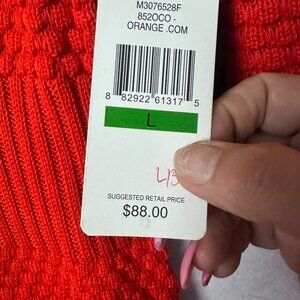 M3076528F
852OCO -
ORANGE .COM
8 82922 61317 5
L
SUGGESTED RETAIL PRICE
$88.00